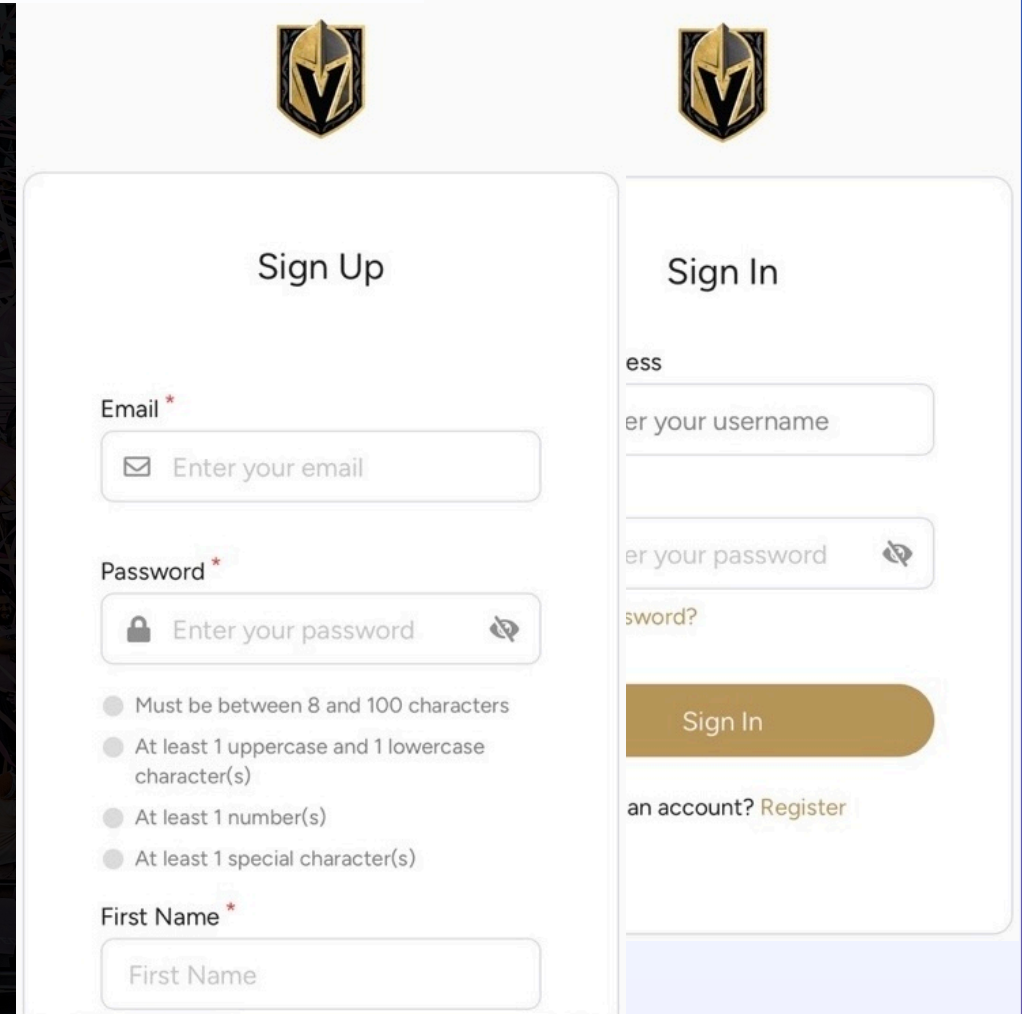 Sign Up
Email *
Enter your email
Password *
Enter your password
Must be between 8 and 100 characters
At least 1 uppercase and 1 lowercase
character(s)
At least 1 number(s)
At least 1 special character(s)
First Name *
First Name
Sign In
ess
er your username
er your password
sword?
Sign In
an account? Register